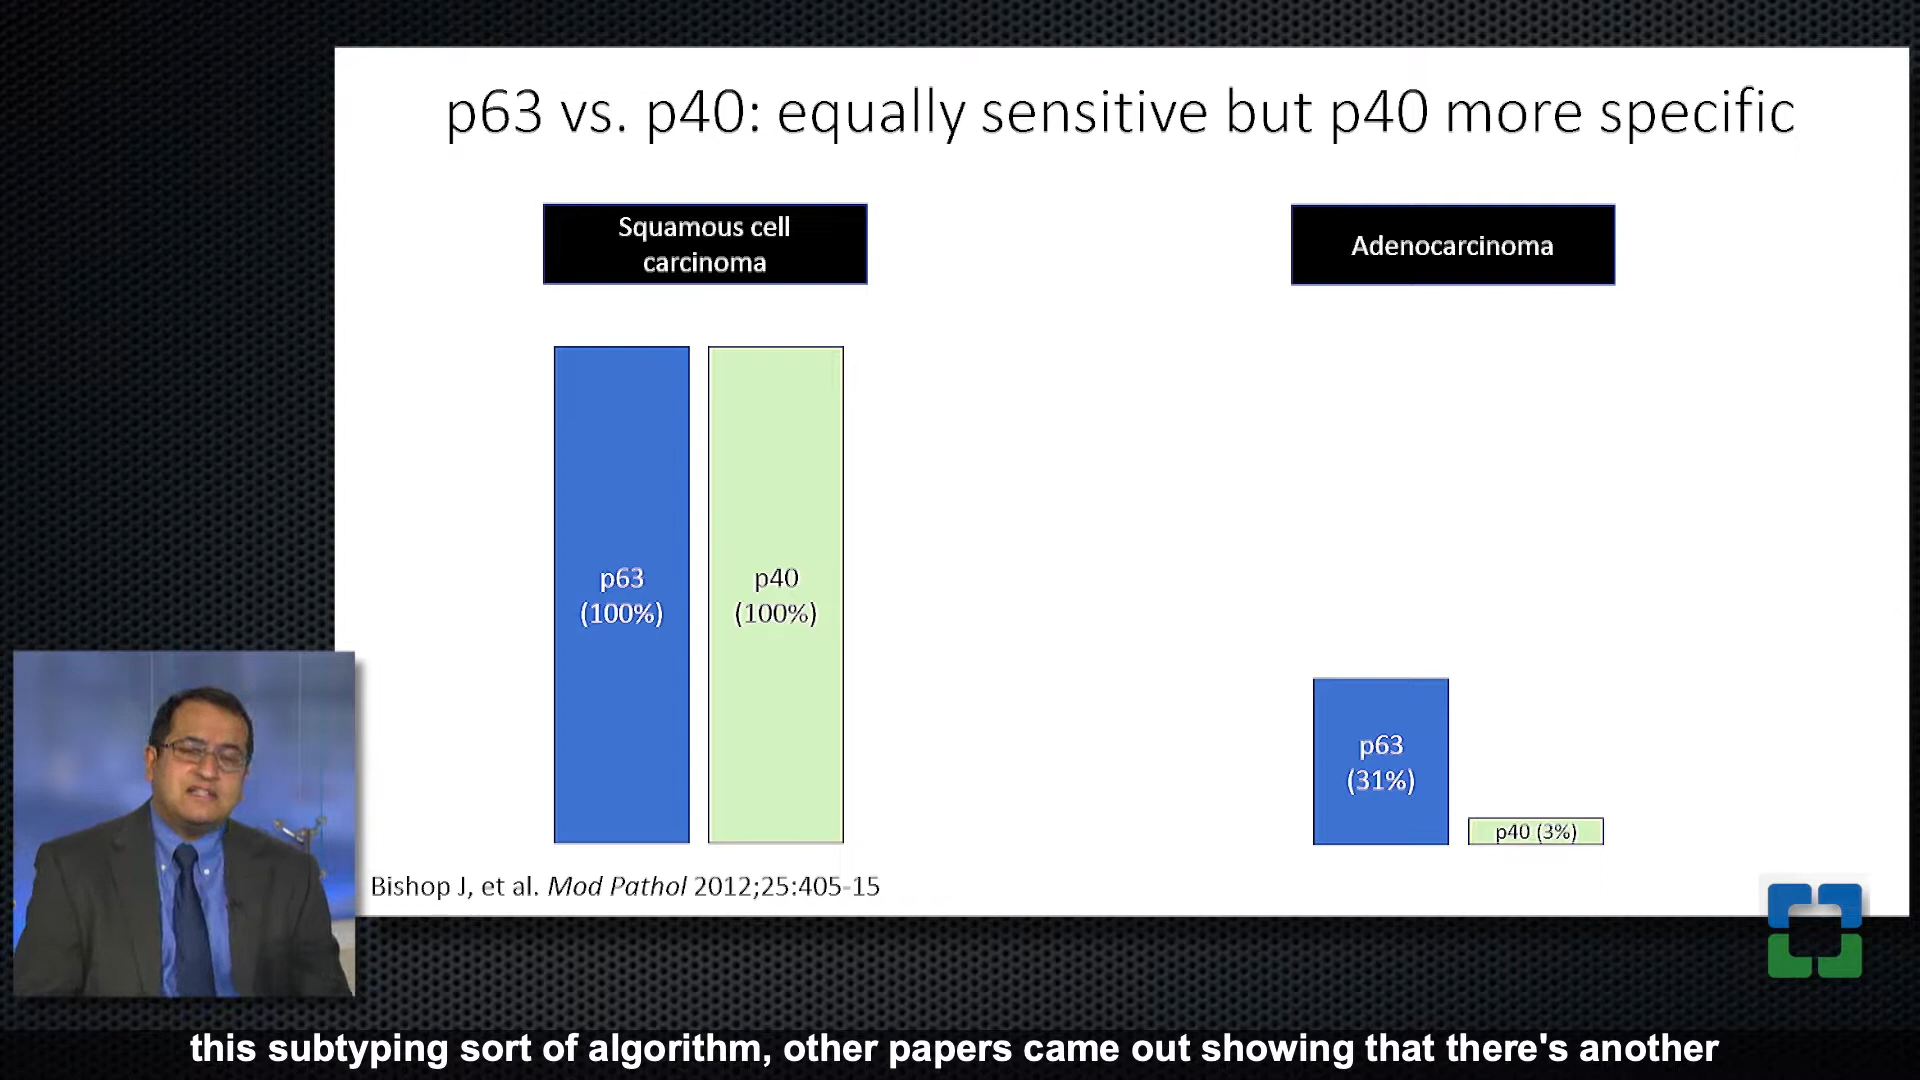 p63 vs. p40: equally sensitive but p40 more specific
Squamous cell
carcinoma
Adenocarcinoma
p63
(100%)
p40
(100%)
p63
(31%)
p40 (3%)
Bishop J, et al. Mod Pathol 2012;25:405-15
this subtyping sort of algorithm, other papers came out showing that there's another